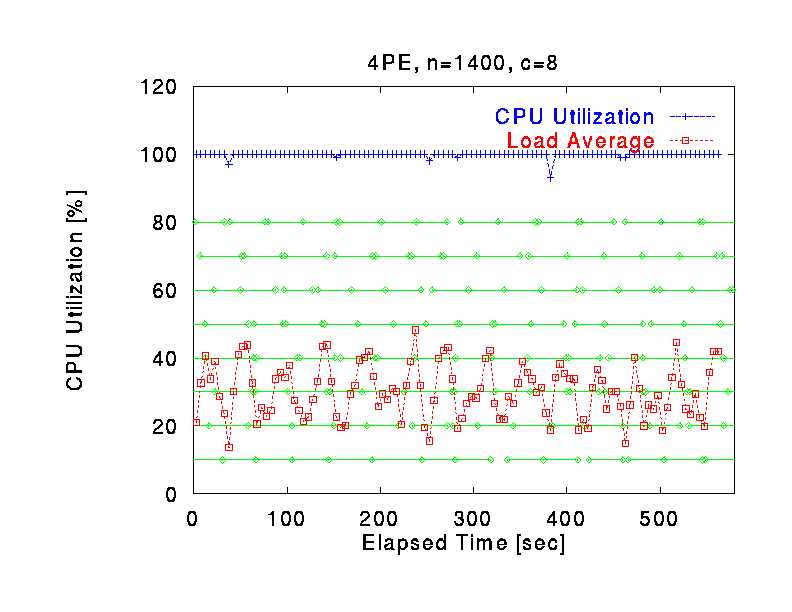 4PE, n=1400, c=8
120
CPU Utilization
Load Average
100
80
60
40
20
0
CPU Utilization [%]
0 100 200 300 400 500
Elapsed Time [sec]